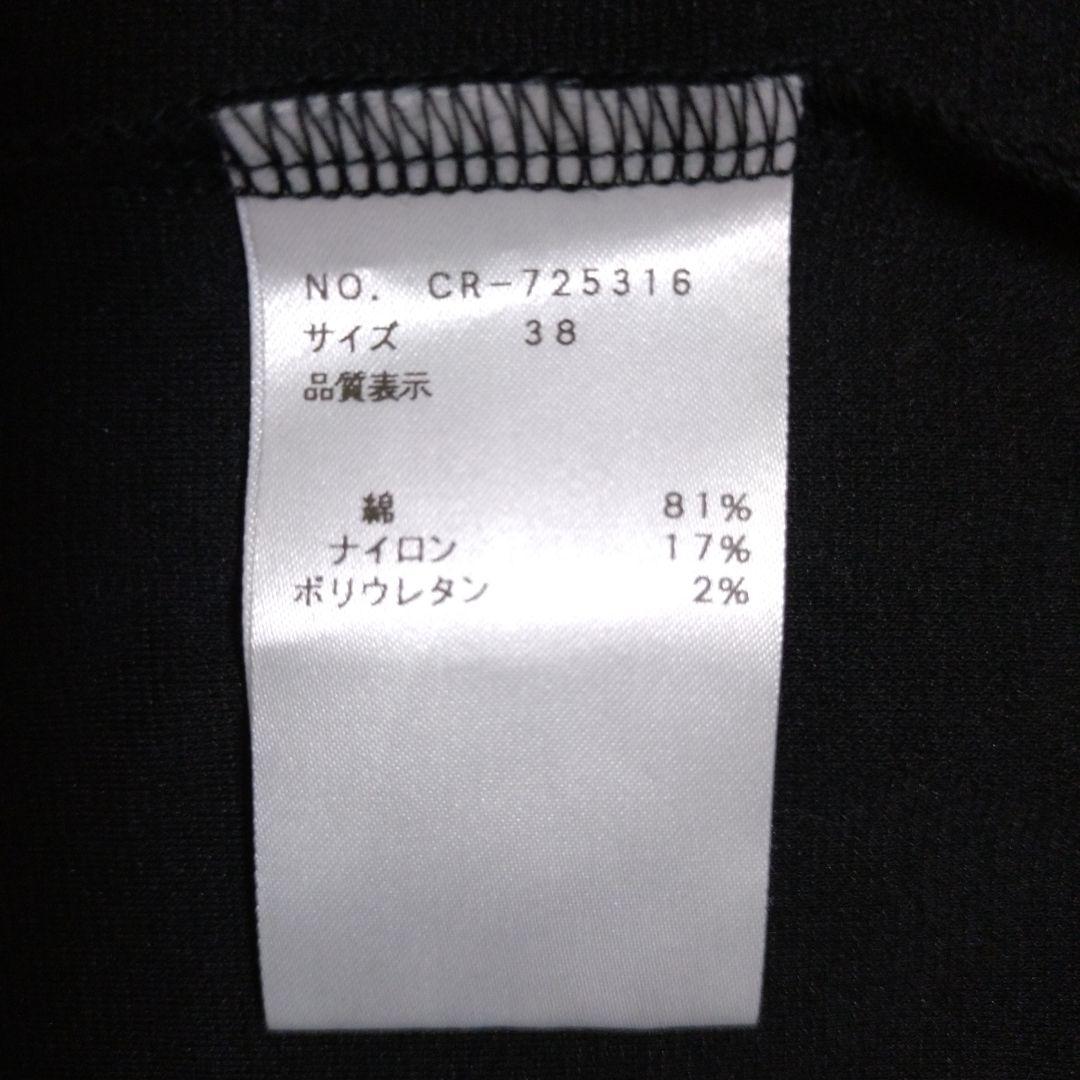 NO. CR-725316
サイズ 38
品質表示
綿 81%
ナイロン 17%
ポリウレタン 2%